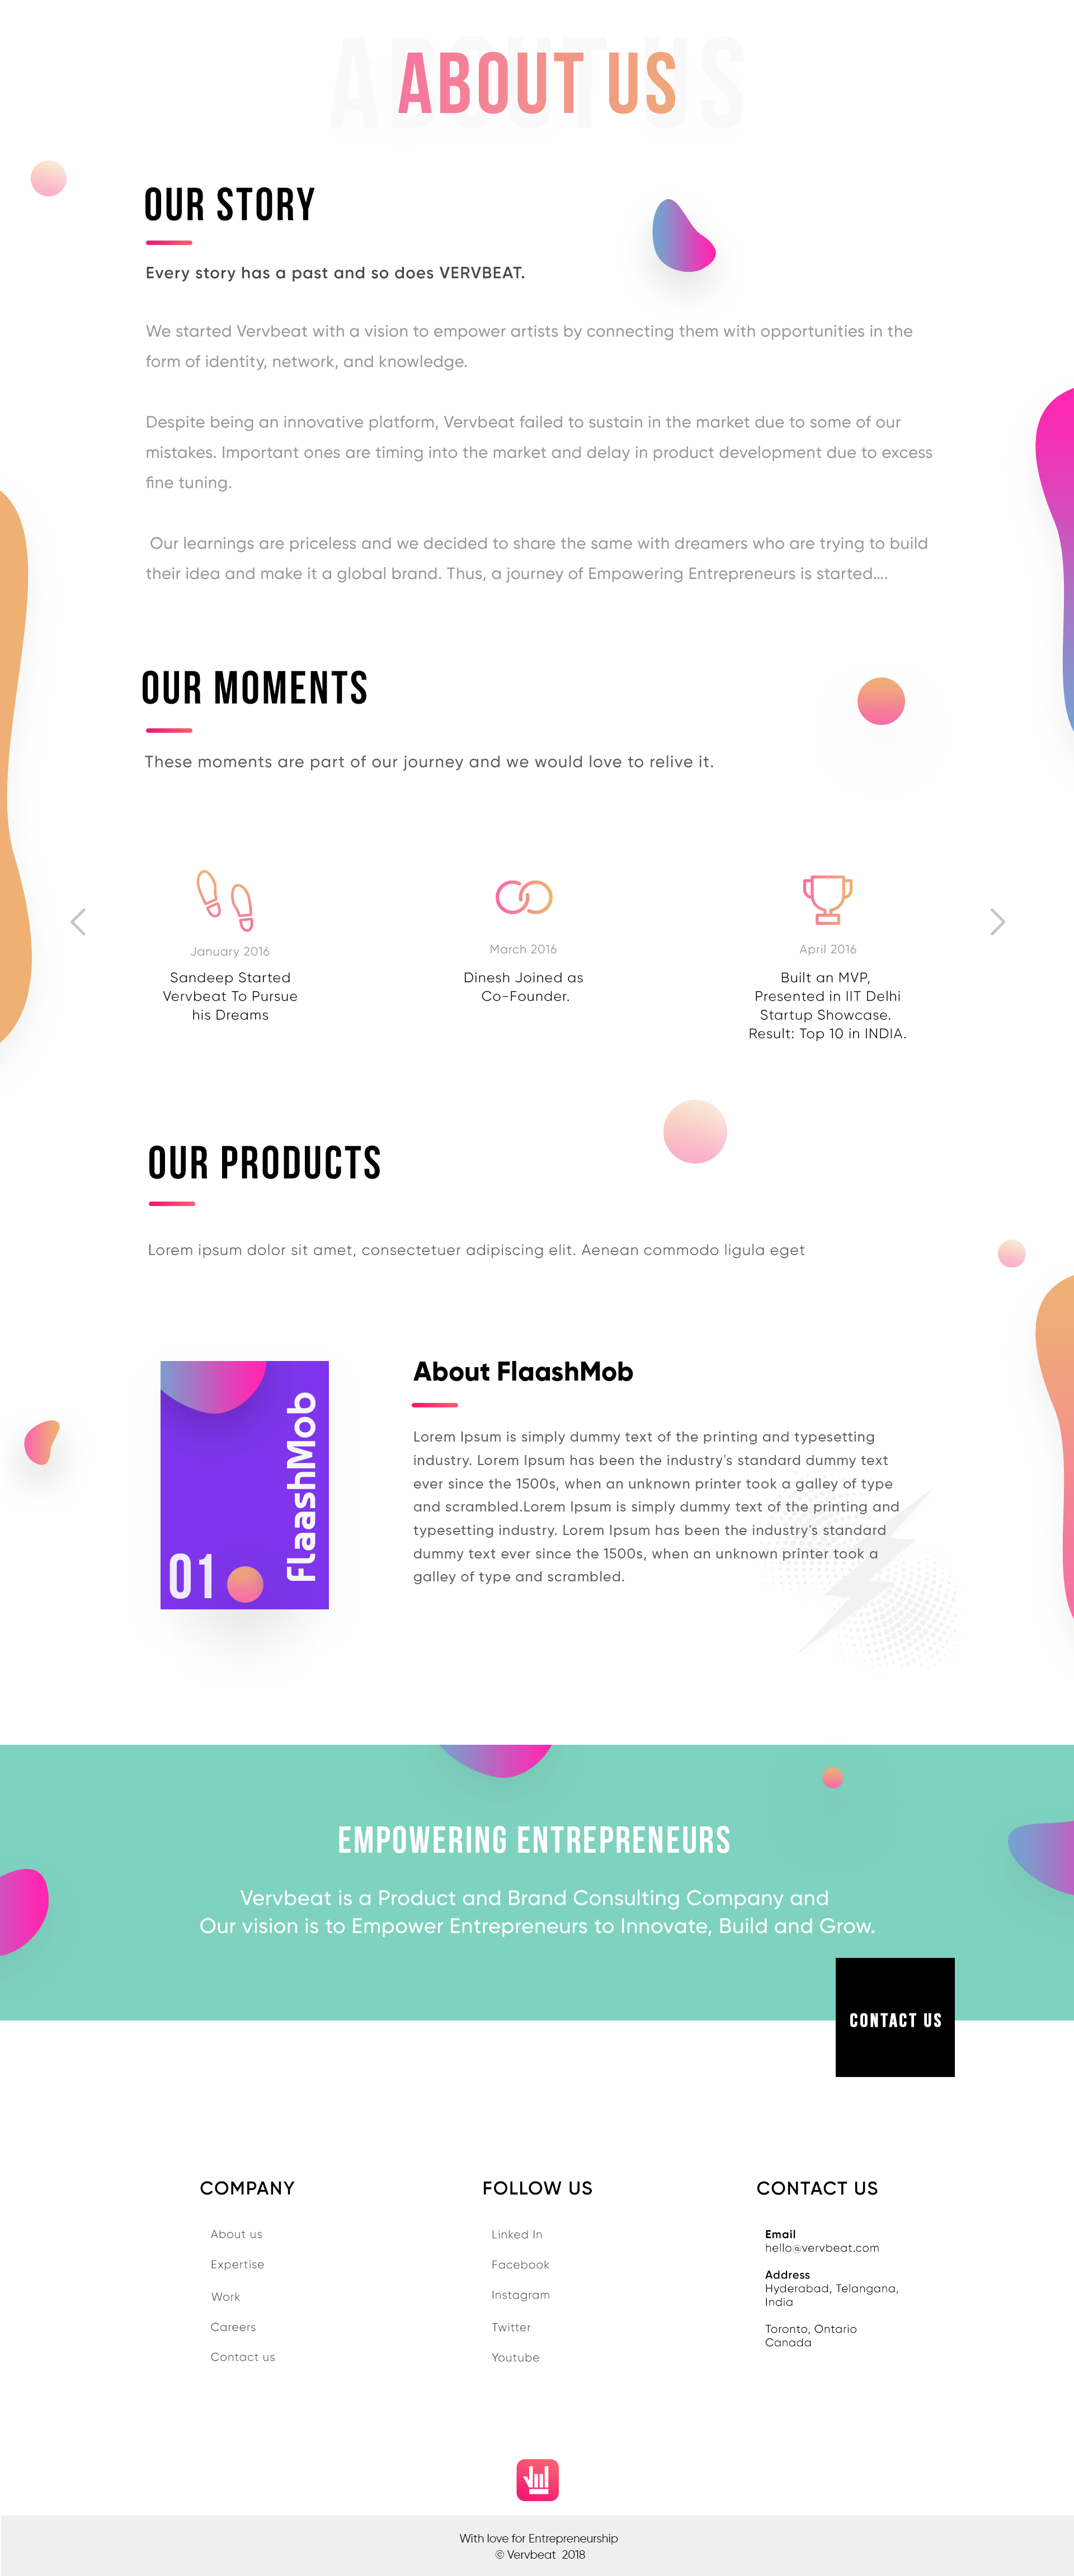 ABOUT US
ABOUT US
OUR STORY
Every story has a past and so does VERVBEAT.
We started Vervbeat with a vision to empower artists by connecting them with opportunities in the
form of identity, network, and knowledge.
Despite being an innovative platform, Vervbeat failed to sustain in the market due to some of our
mistakes. Important ones are timing into the market and delay in product development due to excess
fine tuning.
Our learnings are priceless and we decided to share the same with dreamers who are trying to build
their idea and make it a global brand. Thus, a journey of Empowering Entrepreneurs is started....
OUR MOMENTS
These moments are part of our journey and we would love to relive it.
January 2016
Sandeep Started
Vervbeat To Pursue
his Dreams
March 2016
Dinesh Joined as
Co-Founder.
April 2016
Built an MVP,
Presented in IIT Delhi
Startup Showcase.
Result: Top 10 in INDIA.
OUR PRODUCTS
Lorem ipsum dolor sit amet, consectetuer adipiscing elit. Aenean commodo ligula eget
FlaashMob
01
About FlaashMob
Lorem Ipsum is simply dummy text of the printing and typesetting
industry. Lorem Ipsum has been the industry's standard dummy text
ever since the 1500s, when an unknown printer took a galley of type
and scrambled.Lorem Ipsum is simply dummy text of the printing and
typesetting industry. Lorem Ipsum has been the industry's standard
dummy text ever since the 1500s, when an unknown printer took a
galley of type and scrambled.
EMPOWERING ENTREPRENEURS
Vervbeat is a Product and Brand Consulting Company and
Our vision is to Empower Entrepreneurs to Innovate, Build and Grow.
CONTACT US
COMPANY
About us
Expertise
Work
Careers
Contact us
FOLLOW US
Linked In
Facebook
Instagram
Twitter
Youtube
CONTACT US
Email
hello@vervbeat.com
Address
Hyderabad, Telangana,
India
Toronto, Ontario
Canada
With love for Entrepreneurship
© Vervbeat 2018